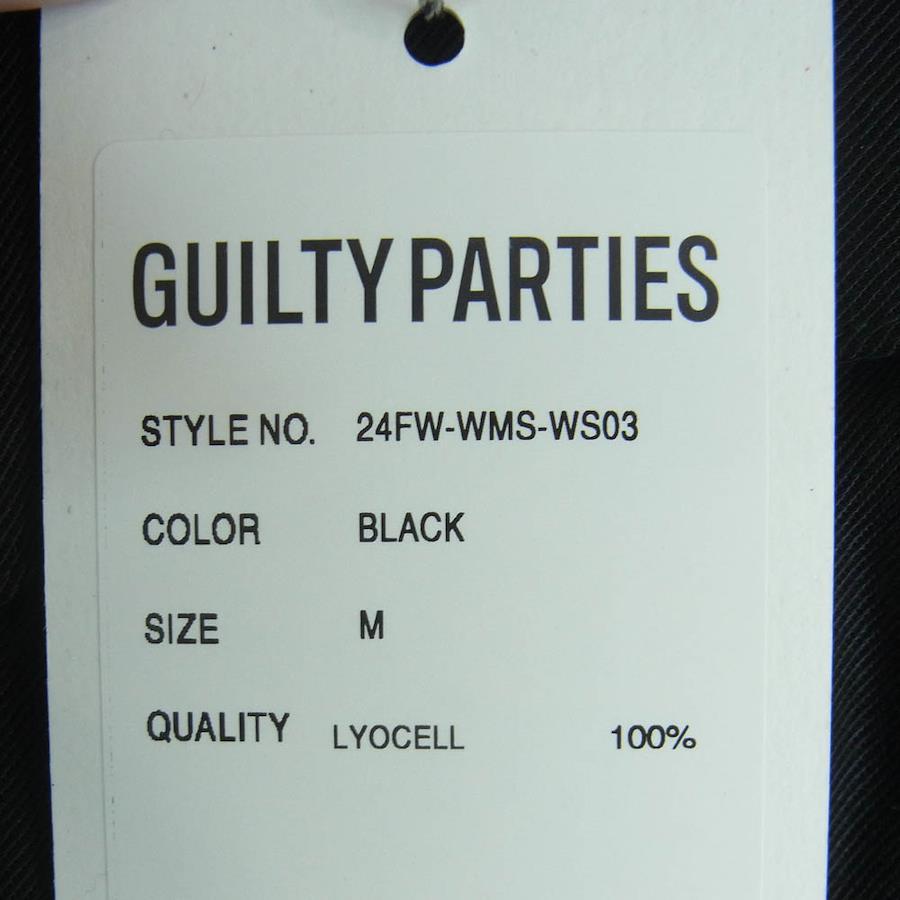 GUILTY PARTIES
STYLE NO. 24FW-WMS-WS03
COLOR BLACK
SIZE M
QUALITY LYOCELL 100%